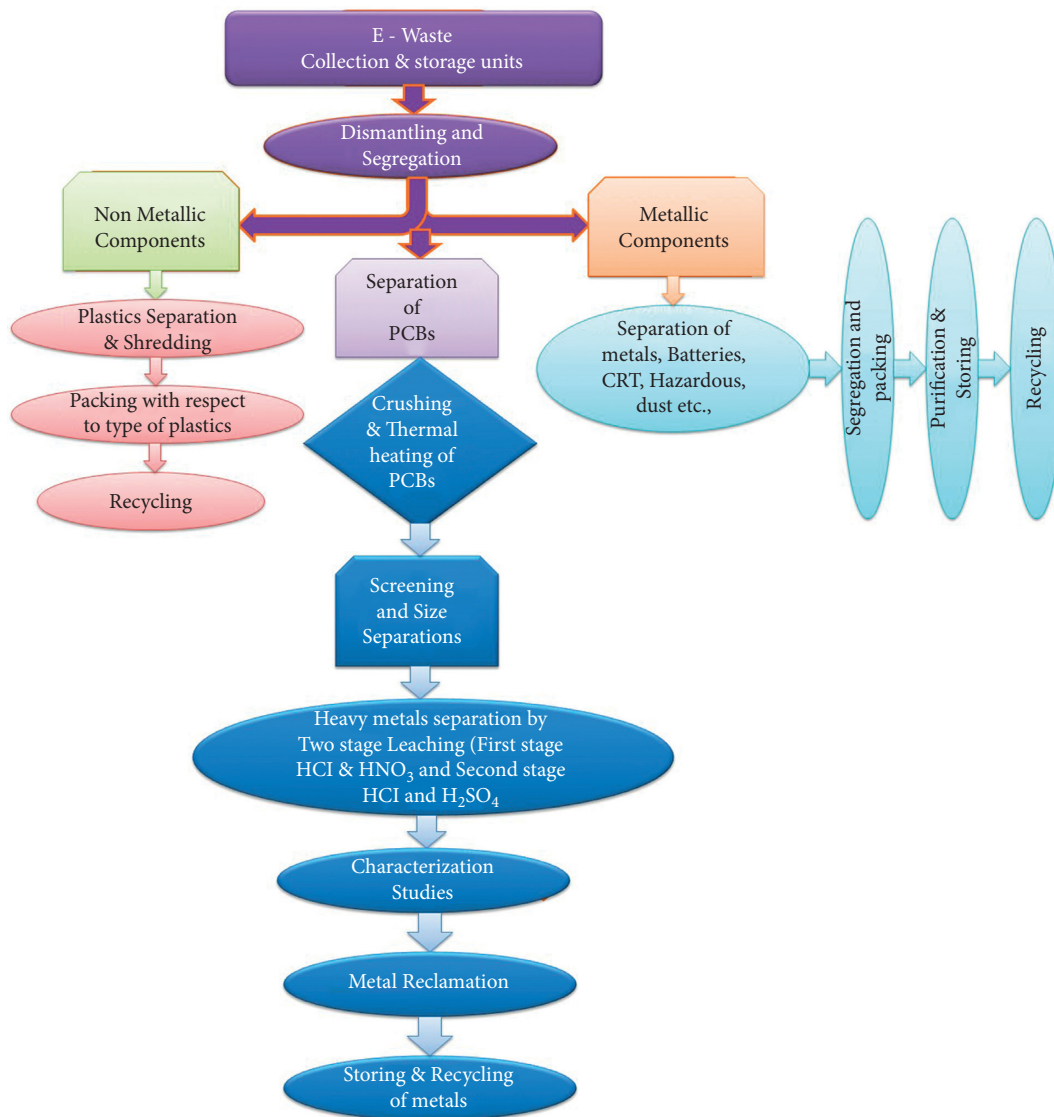 E - Waste
Collection & storage units
Dismantling and
Segregation
Non Metallic
Components
Metallic
Components
Separation
of
PCBs
Plastics Separation
& Shredding
Packing with respect
to type of plastics
Recycling
Separation of
metals, Batteries,
CRT, Hazardous,
dust etc.,
Segregation and
packing
Purification &
Storing
Recycling
Crushing
& Thermal
heating of
PCBs
Screening
and Size
Separations
Heavy metals separation by
Two stage Leaching (First stage
HCI & HNO₃ and Second stage
HCI and H₂SO₄
Characterization
Studies
Metal Reclamation
Storing & Recycling
of metals